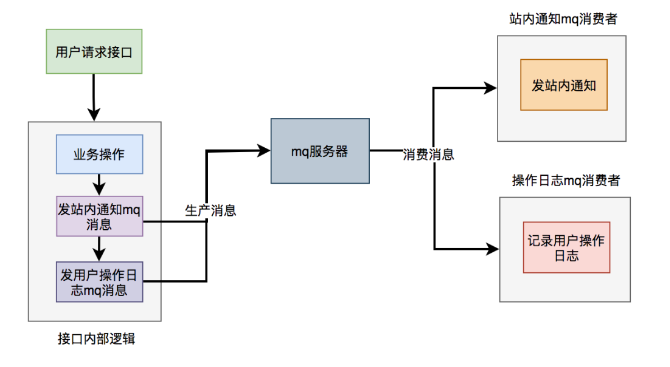 站内通知mq消费者
用户请求接口
发站内通知
业务操作
mq服务器
消费消息
操作日志mq消费者
发站内通知mq
消息
生产消息
记录用户操作
日志
发用户操作日
志mq消息
接口内部逻辑